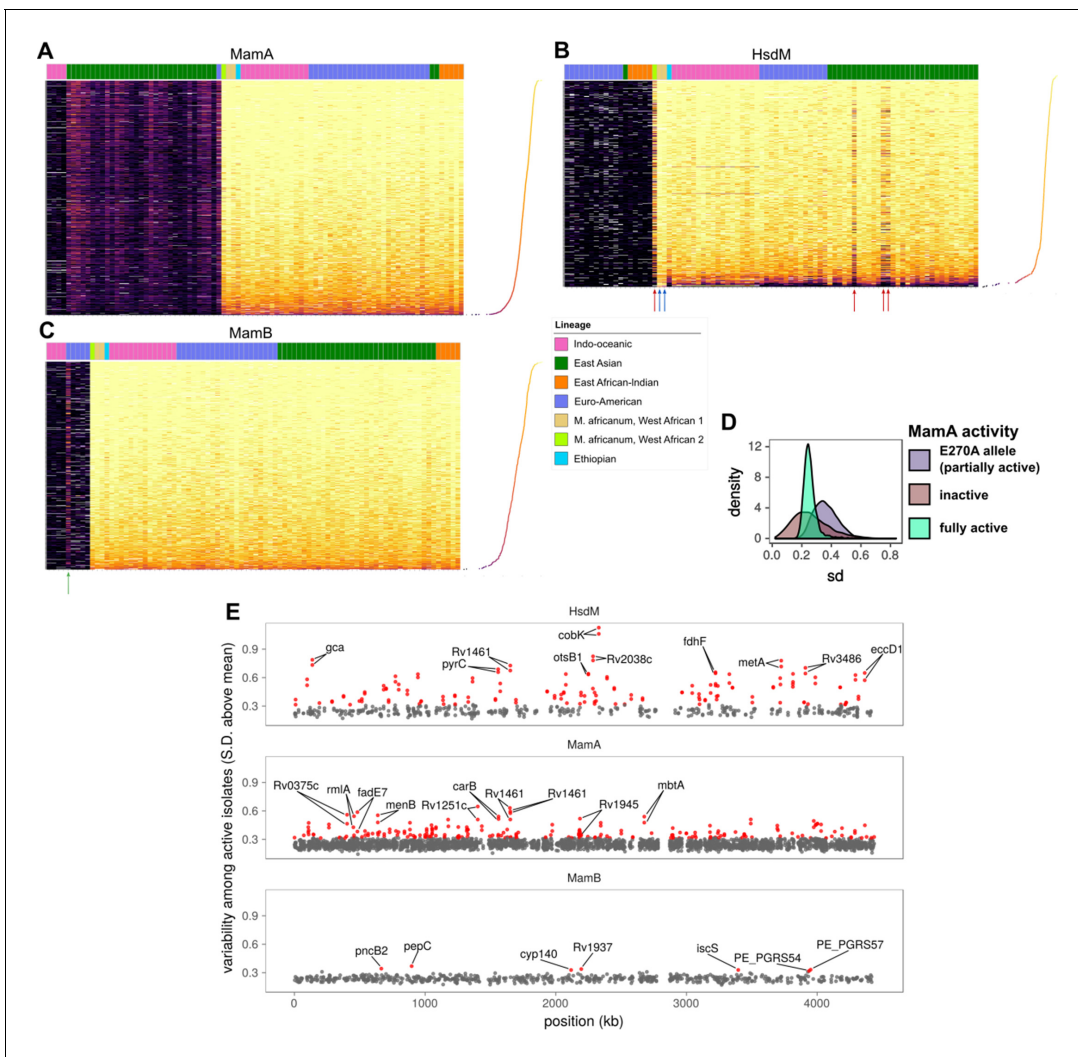 A
MamA
B
HsdM
C
MamB
Lineage
Indo-oceanic
East Asian
East African-Indian
Euro-American
M. africanum, West African 1
M. africanum, West African 2
Ethiopian
D
density
12
8
4
0
0.0 0.2 0.4 0.6 0.8
sd
MamA activity
E270A allele
(partially active)
inactive
fully active
E
variability among active isolates (S.D. above mean)
HsdM
0.9
0.6
0.3
gca
pyrC
Rv1461
cobK
otsB1
Rv2038c
fdhF
metA
Rv3486
eccD1
MamA
0.9
0.6
0.3
Rv0375c
rmlA
fadE7
menB
Rv1251c
carB
Rv1461
Rv1461
Rv1945
mbtA
MamB
0.9
0.6
0.3
pncB2
pepC
cyp140
Rv1937
iscS
PE_PGRS54
PE_PGRS57
0 1000 2000 3000 4000
position (kb)